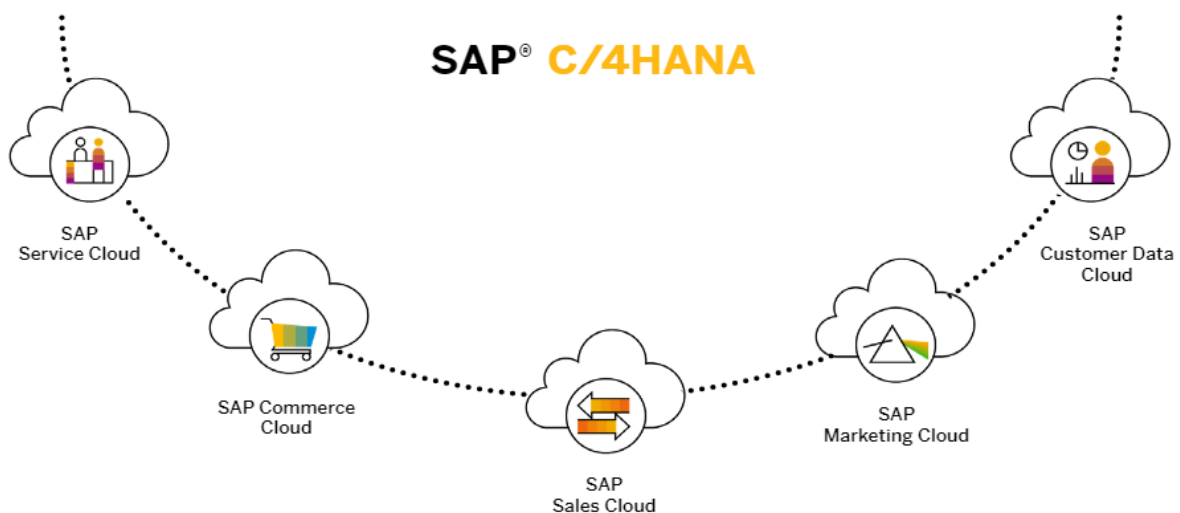 SAP® C/4HANA
SAP
Service Cloud
SAP Commerce
Cloud
SAP
Sales Cloud
SAP
Marketing Cloud
SAP
Customer Data
Cloud